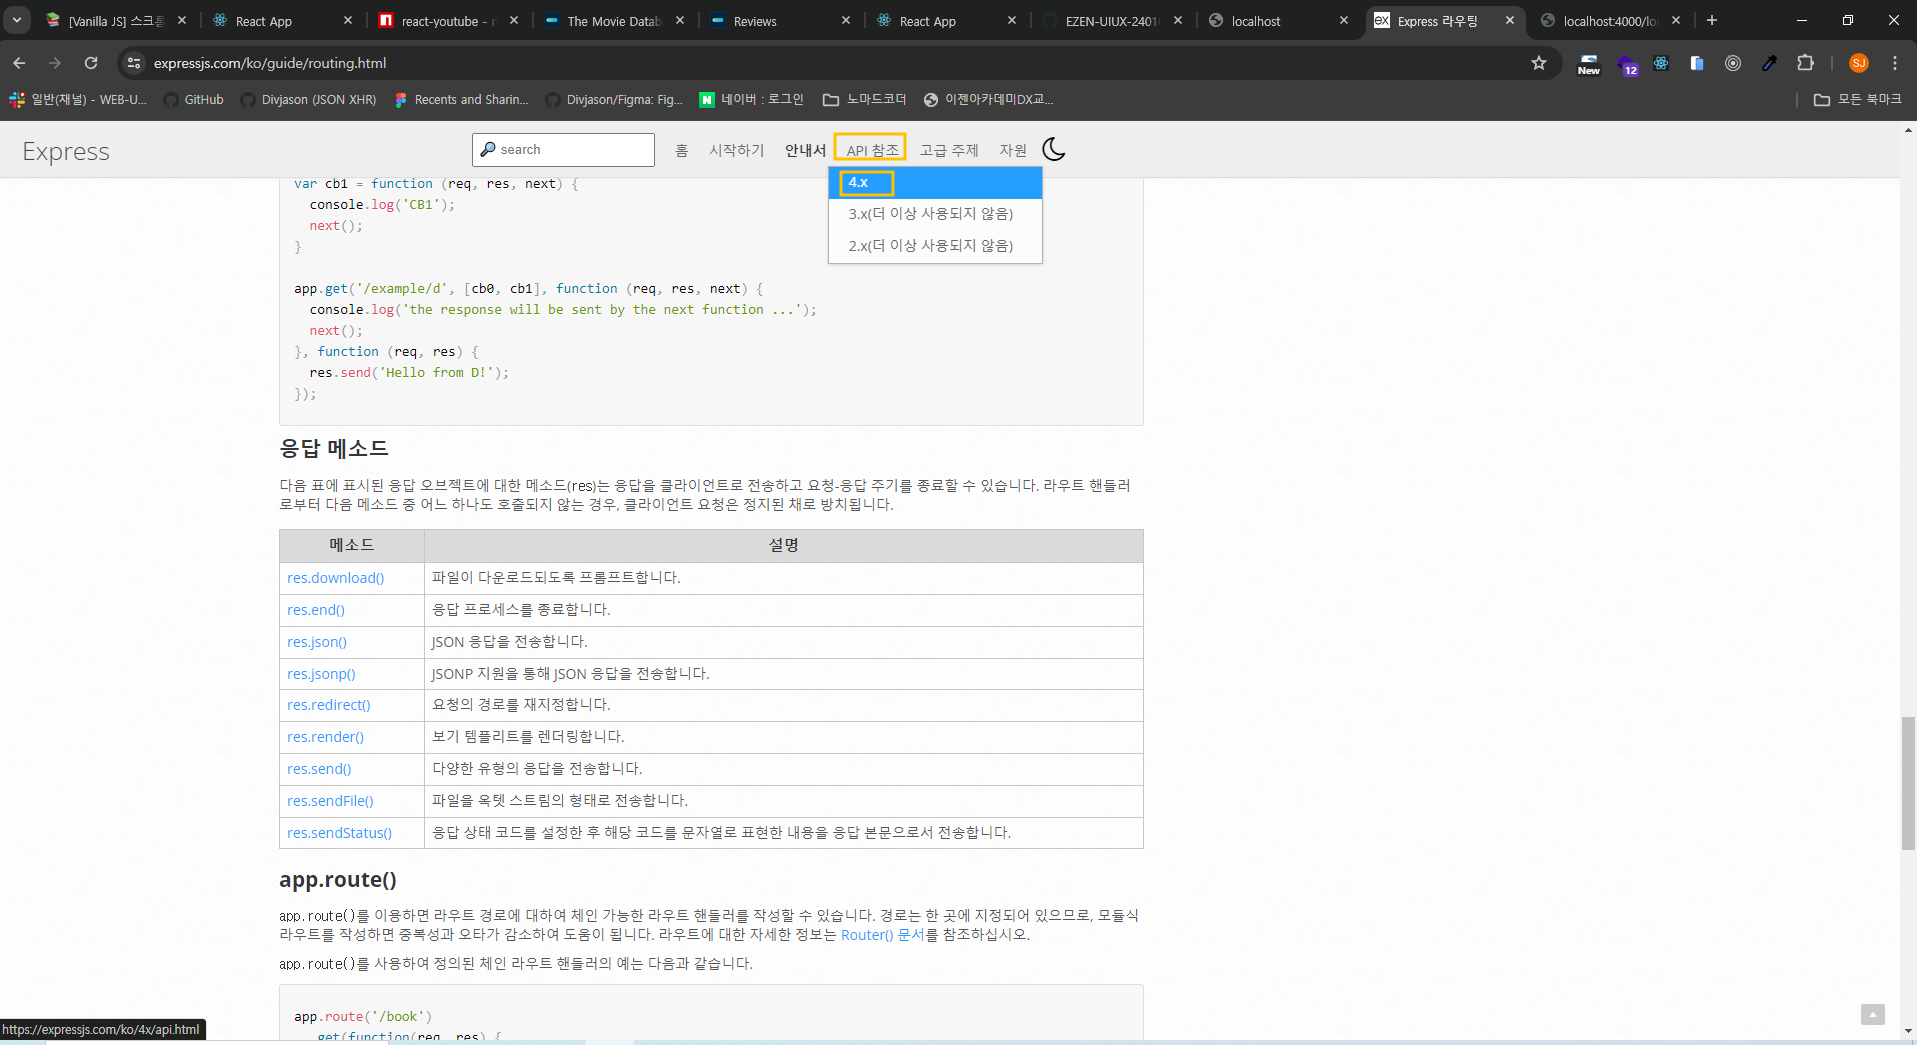 [Vanilla JS] 스크롤
React App
react-youtube - n
The Movie Datab
Reviews
React App
EZEN-UIUX-2401
localhost
Express 라우팅
localhost:4000/lo
expressjs.com/ko/guide/routing.html
New
12
SJ
일반(채널) - WEB-U...
GitHub
Divjason (JSON XHR)
Recents and Sharin...
Divjason/Figma: Fig...
네이버 : 로그인
노마드코더
이젠아카데미DX교...
모든 북마크
Express
search
홈
시작하기
안내서
API 참조
고급 주제
자원
4.x
3.x(더 이상 사용되지 않음)
2.x(더 이상 사용되지 않음)
var cb1 = function (req, res, next) {
console.log('CB1');
next();
}
app.get('/example/d', [cb0, cb1], function (req, res, next) {
console.log('the response will be sent by the next function ...');
next();
}, function (req, res) {
res.send('Hello from D!');
});
응답 메소드
다음 표에 표시된 응답 오브젝트에 대한 메소드(res)는 응답을 클라이언트로 전송하고 요청-응답 주기를 종료할 수 있습니다. 라우트 핸들러
로부터 다음 메소드 중 어느 하나도 호출되지 않는 경우, 클라이언트 요청은 정지된 채로 방치됩니다.
메소드 설명
res.download() 파일이 다운로드되도록 프롬프트합니다.
res.end() 응답 프로세스를 종료합니다.
res.json() JSON 응답을 전송합니다.
res.jsonp() JSONP 지원을 통해 JSON 응답을 전송합니다.
res.redirect() 요청의 경로를 재지정합니다.
res.render() 보기 템플리트를 렌더링합니다.
res.send() 다양한 유형의 응답을 전송합니다.
res.sendFile() 파일을 옥텟 스트림의 형태로 전송합니다.
res.sendStatus() 응답 상태 코드를 설정한 후 해당 코드를 문자열로 표현한 내용을 응답 본문으로서 전송합니다.
app.route()
app.route()를 이용하면 라우트 경로에 대하여 체인 가능한 라우트 핸들러를 작성할 수 있습니다. 경로는 한 곳에 지정되어 있으므로, 모듈식
라우트를 작성하면 중복성과 오타가 감소하여 도움이 됩니다. 라우트에 대한 자세한 정보는 Router() 문서를 참조하십시오.
app.route()를 사용하여 정의된 체인 라우트 핸들러의 예는 다음과 같습니다.
app.route('/book')
.get(function(req, res) {
https://expressjs.com/ko/4x/api.html